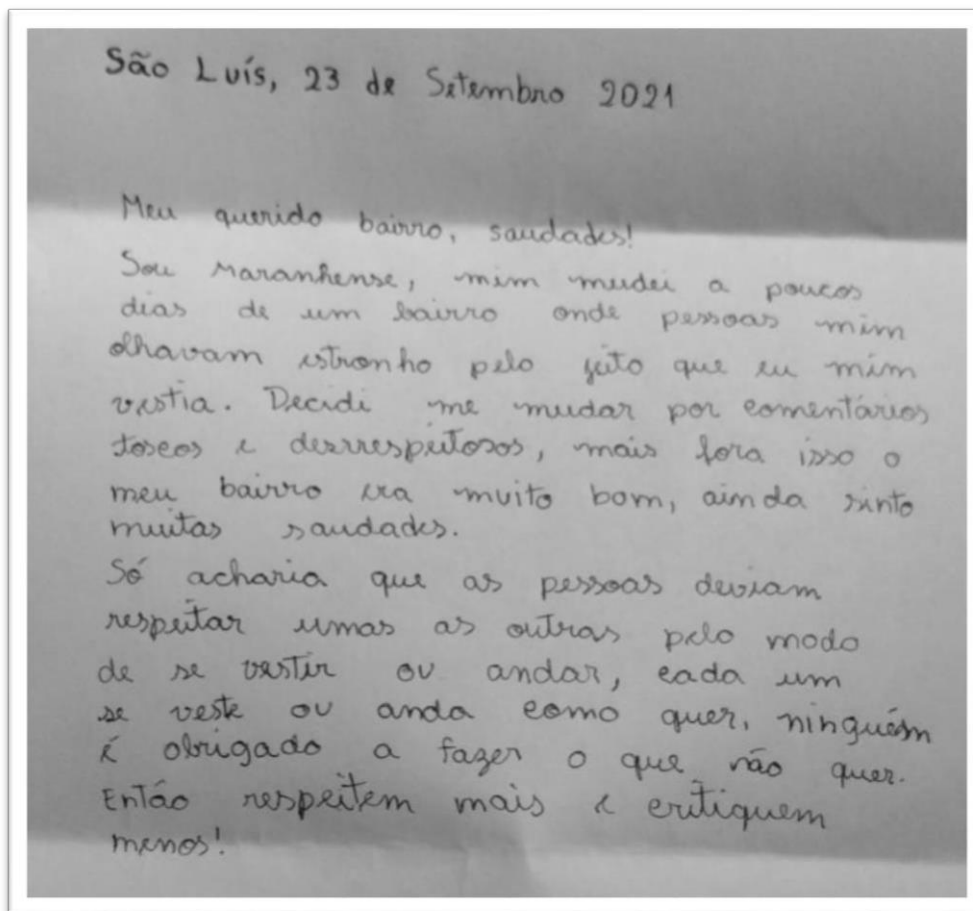 São Luís, 23 de Setembro 2021
Meu querido bairro, saudades!
Sou Maranhense, mim mudei a poucos
dias de um bairro onde pessoas mim
olhavam estronho pelo jeito que eu mim
vestia. Decidi me mudar por comentários
toscos e desrrespeitosos, mais fora isso o
meu bairro era muito bom, ainda sinto
muitas saudades.
Só acharia que as pessoas deviam
respeitar umas as outras pelo modo
de se vestir ou andar, cada um
se veste ou anda como quer, ninguém
é obrigado a fazer o que não quer.
Então respeitem mais e critiquem
menos!